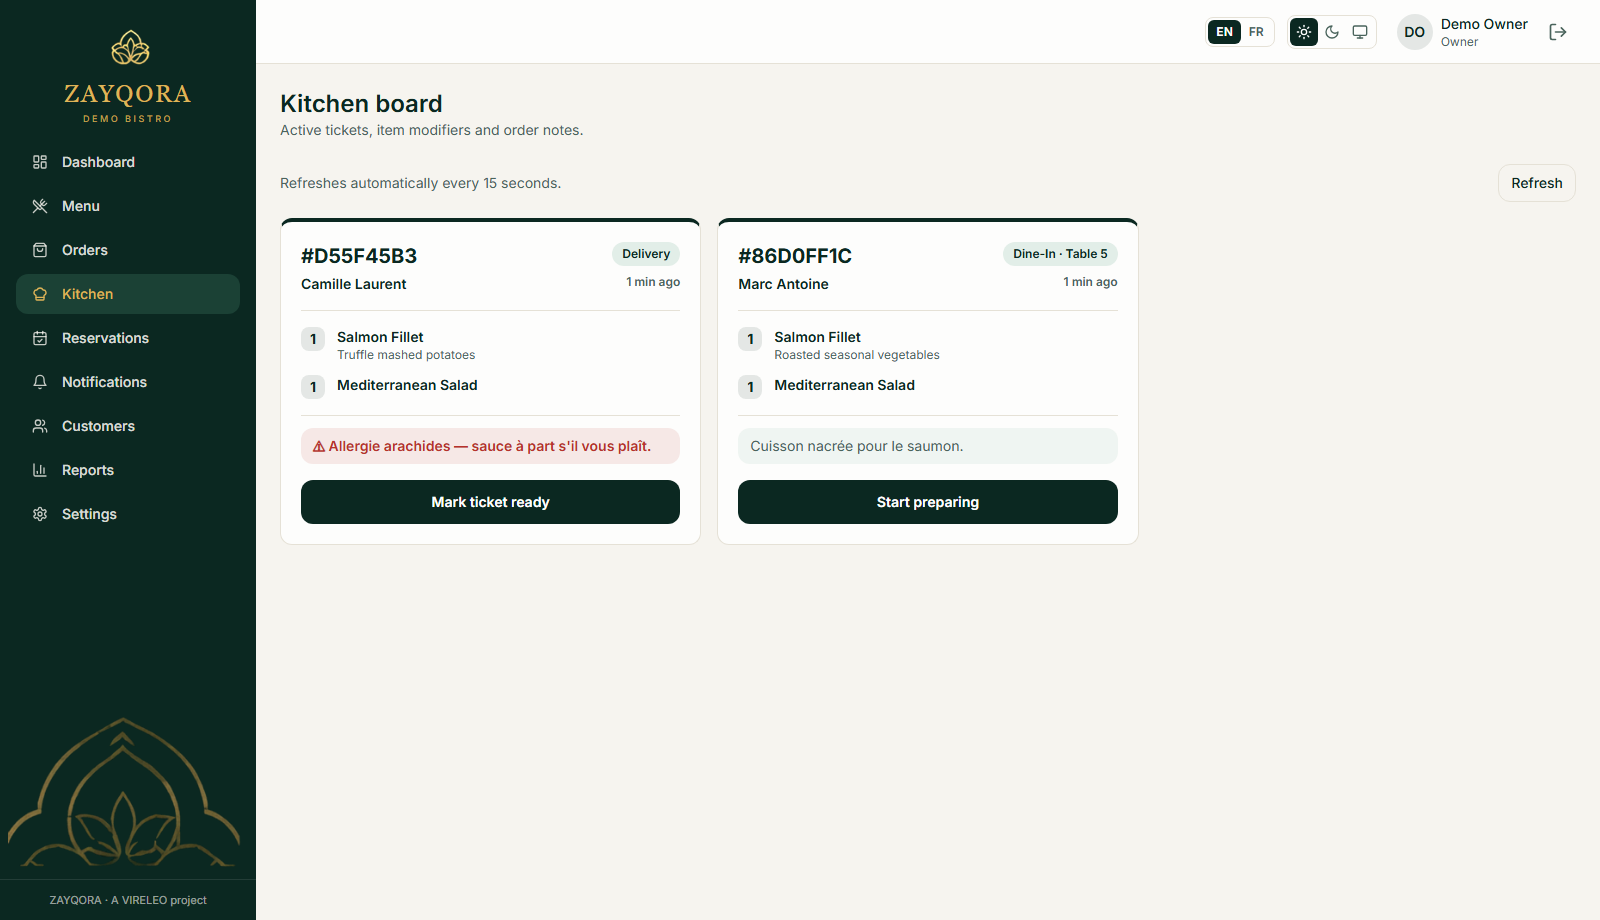 ZAYQORA
DEMO BISTRO
Dashboard
Menu
Orders
Kitchen
Reservations
Notifications
Customers
Reports
Settings
ZAYQORA · A VIRELEO project
EN FR
DO
Demo Owner
Owner
Kitchen board
Active tickets, item modifiers and order notes.
Refreshes automatically every 15 seconds.
Refresh
#D55F45B3
Delivery
Camille Laurent
1 min ago
1 Salmon Fillet
Truffle mashed potatoes
1 Mediterranean Salad
⚠ Allergie arachides — sauce à part s'il vous plaît.
Mark ticket ready
#86D0FF1C
Dine-In · Table 5
Marc Antoine
1 min ago
1 Salmon Fillet
Roasted seasonal vegetables
1 Mediterranean Salad
Cuisson nacrée pour le saumon.
Start preparing